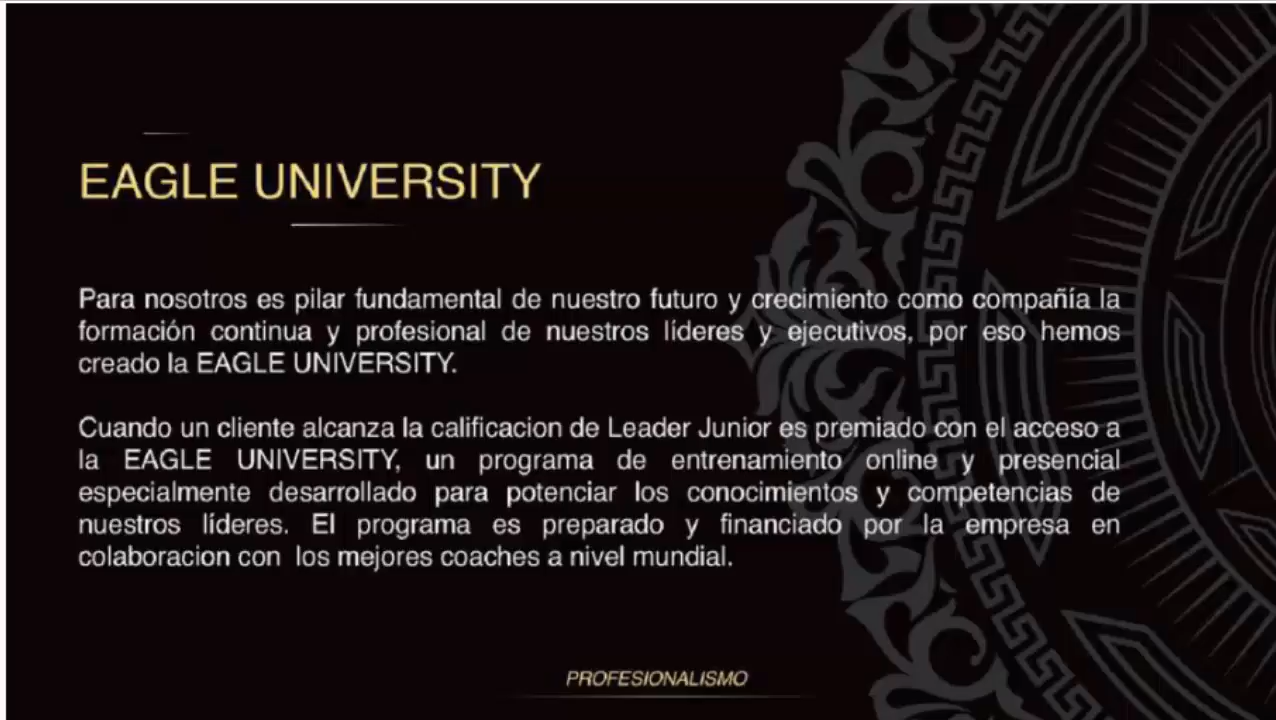 EAGLE UNIVERSITY
Para nosotros es pilar fundamental de nuestro futuro y crecimiento como compañía la
formación continua y profesional de nuestros líderes y ejecutivos, por eso hemos
creado la EAGLE UNIVERSITY.
Cuando un cliente alcanza la calificacion de Leader Junior es premiado con el acceso a
la EAGLE UNIVERSITY, un programa de entrenamiento online y presencial
especialmente desarrollado para potenciar los conocimientos y competencias de
nuestros líderes. El programa es preparado y financiado por la empresa en
colaboracion con los mejores coaches a nivel mundial.
PROFESIONALISMO